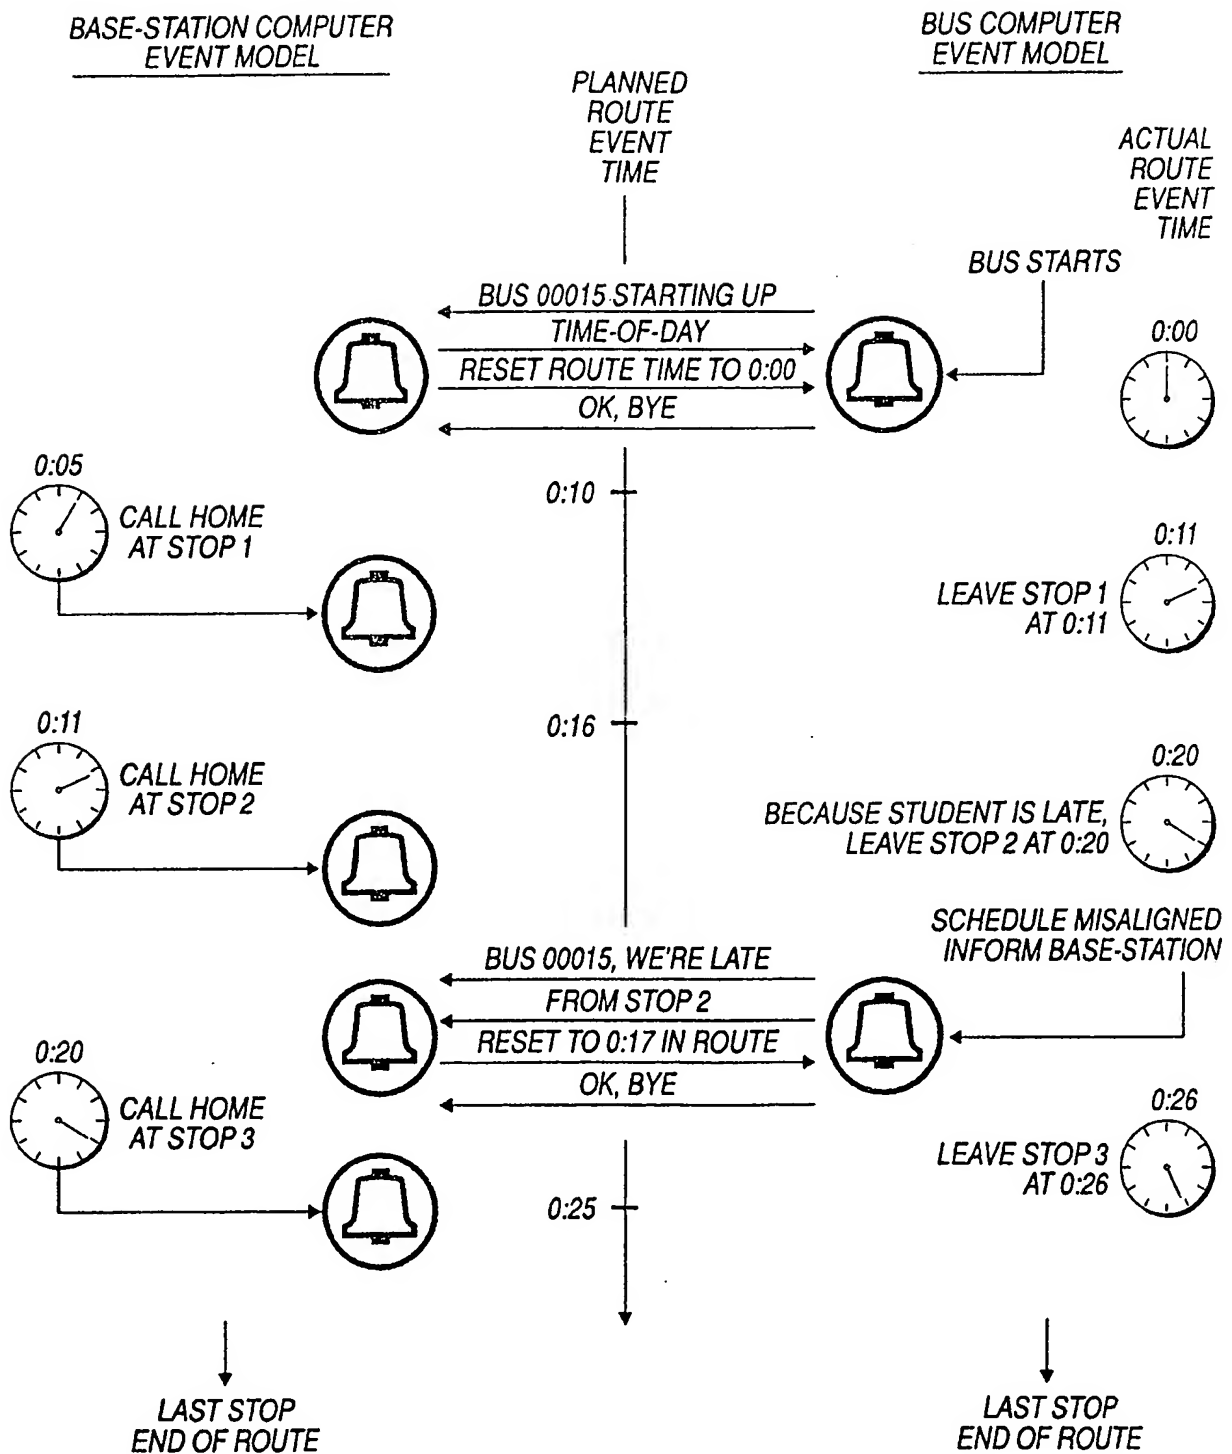 BASE-STATION COMPUTER
EVENT MODEL
BUS COMPUTER
EVENT MODEL
PLANNED
ROUTE
EVENT
TIME
ACTUAL
ROUTE
EVENT
TIME
BUS STARTS
BUS 00015 STARTING UP
TIME-OF-DAY
RESET ROUTE TIME TO 0:00
OK, BYE
0:00
0:05
CALL HOME
AT STOP 1
0:10
0:11
LEAVE STOP 1
AT 0:11
0:11
CALL HOME
AT STOP 2
0:16
0:20
BECAUSE STUDENT IS LATE,
LEAVE STOP 2 AT 0:20
SCHEDULE MISALIGNED
INFORM BASE-STATION
BUS 00015, WE'RE LATE
FROM STOP 2
RESET TO 0:17 IN ROUTE
OK, BYE
0:20
CALL HOME
AT STOP 3
0:26
LEAVE STOP 3
AT 0:26
0:25
LAST STOP
END OF ROUTE
LAST STOP
END OF ROUTE